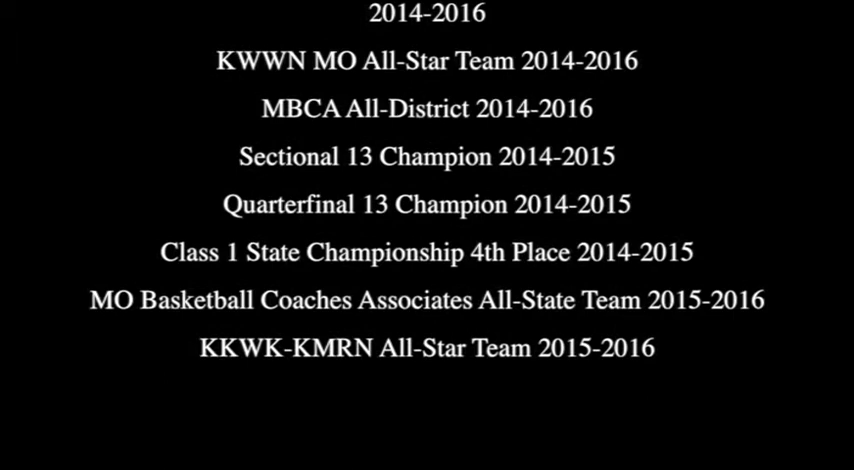 2014-2016
KWWN MO All-Star Team 2014-2016
MBCA All-District 2014-2016
Sectional 13 Champion 2014-2015
Quarterfinal 13 Champion 2014-2015
Class 1 State Championship 4th Place 2014-2015
MO Basketball Coaches Associates All-State Team 2015-2016
KKWK-KMRN All-Star Team 2015-2016